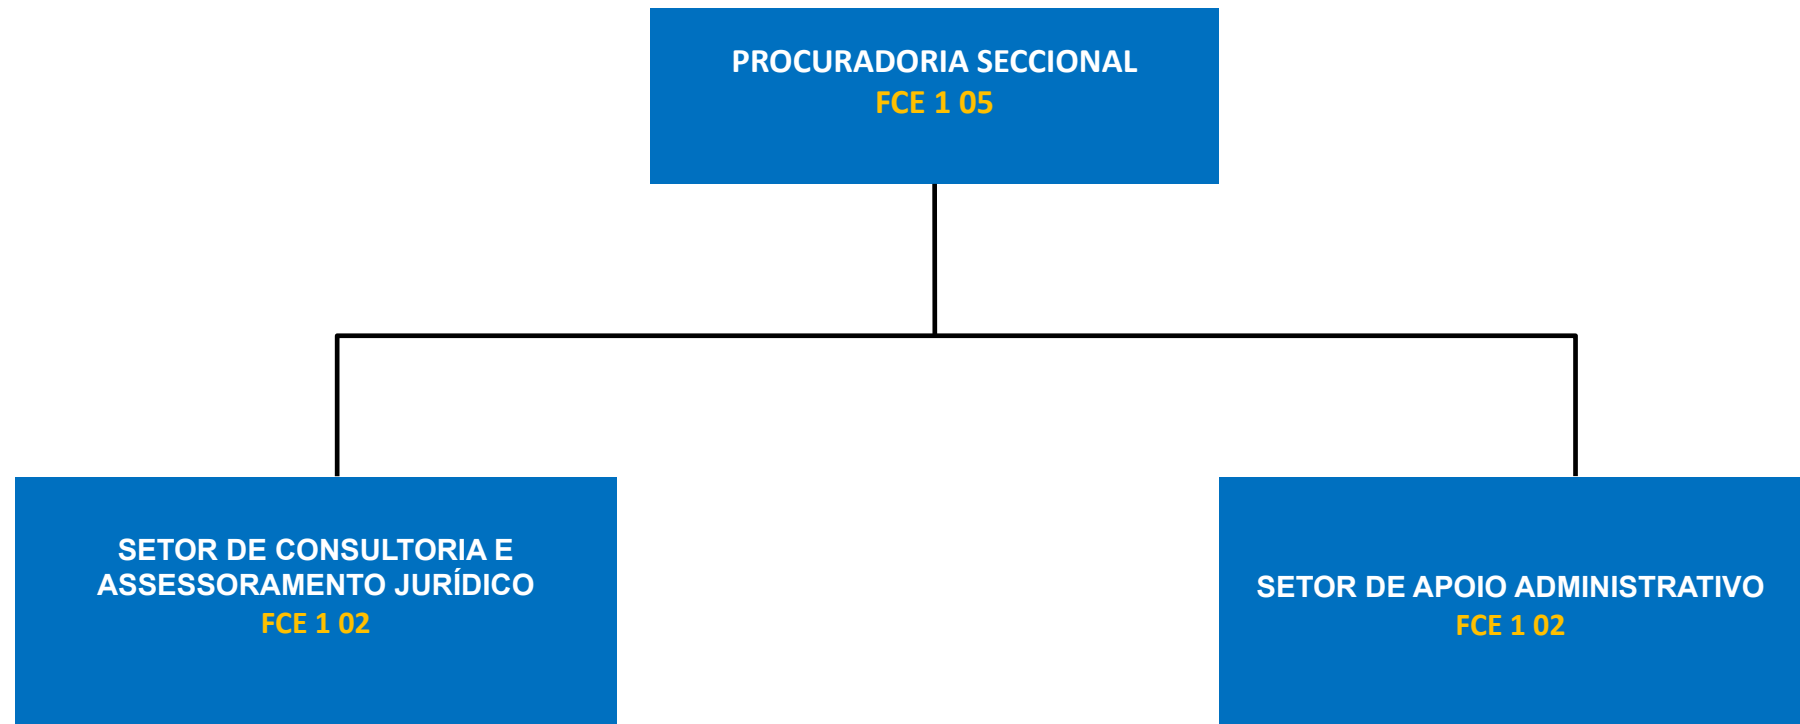 PROCURADORIA SECCIONAL
FCE 1 05
SETOR DE CONSULTORIA E
ASSESSORAMENTO JURÍDICO
FCE 1 02
SETOR DE APOIO ADMINISTRATIVO
FCE 1 02